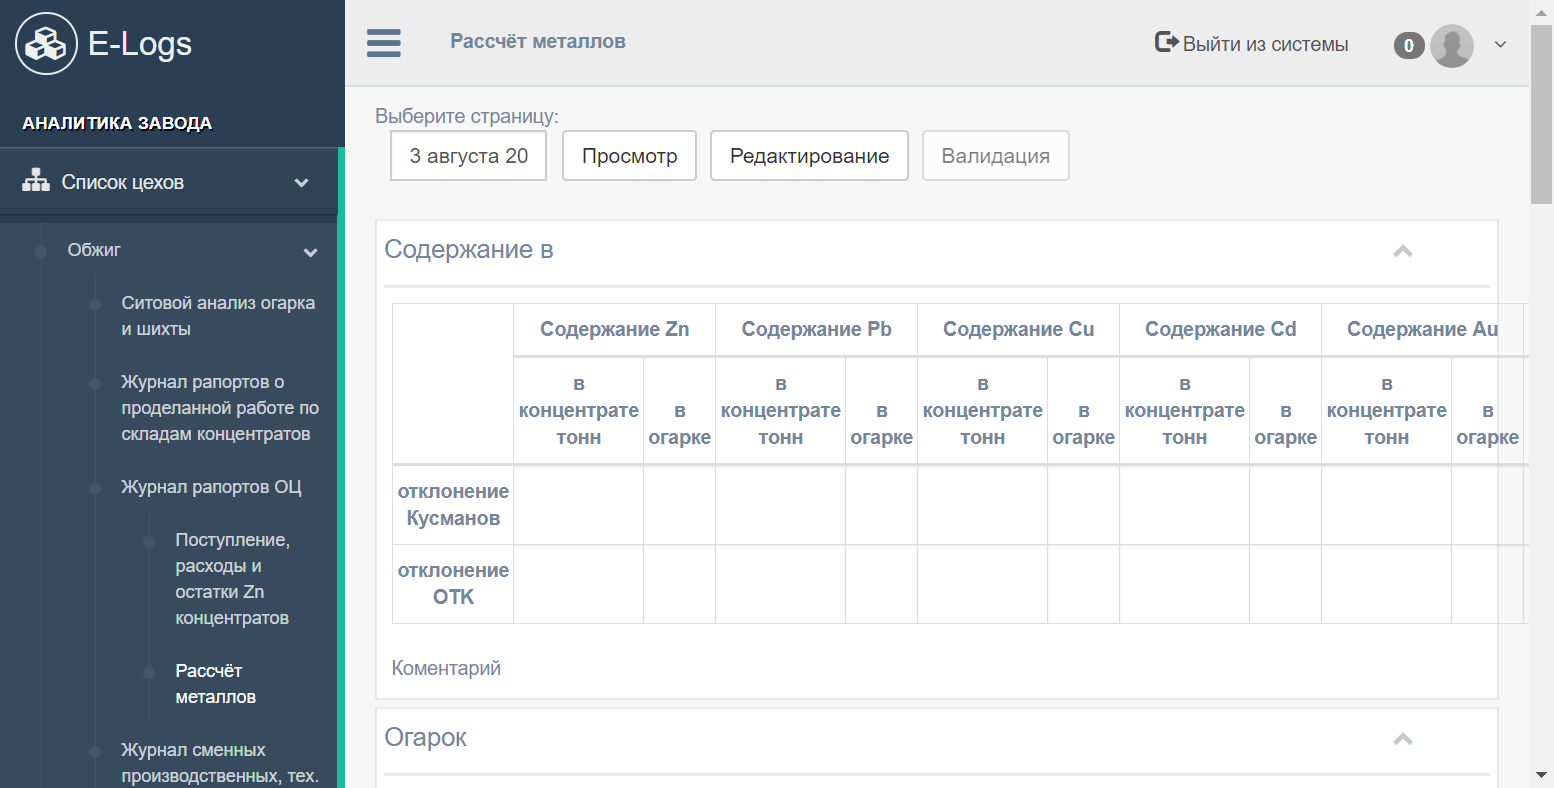 E-Logs
АНАЛИТИКА ЗАВОДА
Список цехов
Обжиг
Ситовой анализ огарка
и шихты
Журнал рапортов о
проделанной работе по
складам концентратов
Журнал рапортов ОЦ
Поступление,
расходы и
остатки Zn
концентратов
Рассчёт
металлов
Журнал сменных
производственных, тех.
Рассчёт металлов
Выйти из системы
0
Выберите страницу:
3 августа 20
Просмотр
Редактирование
Валидация
Содержание в
Содержание Zn Содержание Pb Содержание Cu Содержание Cd Содержание Au
в в в в в
концентрате в концентрате в концентрате в концентрате в концентрате в
тонн огарке тонн огарке тонн огарке тонн огарке тонн огарке
отклонение
Кусманов
отклонение
ОТК
Коментарий
Огарок